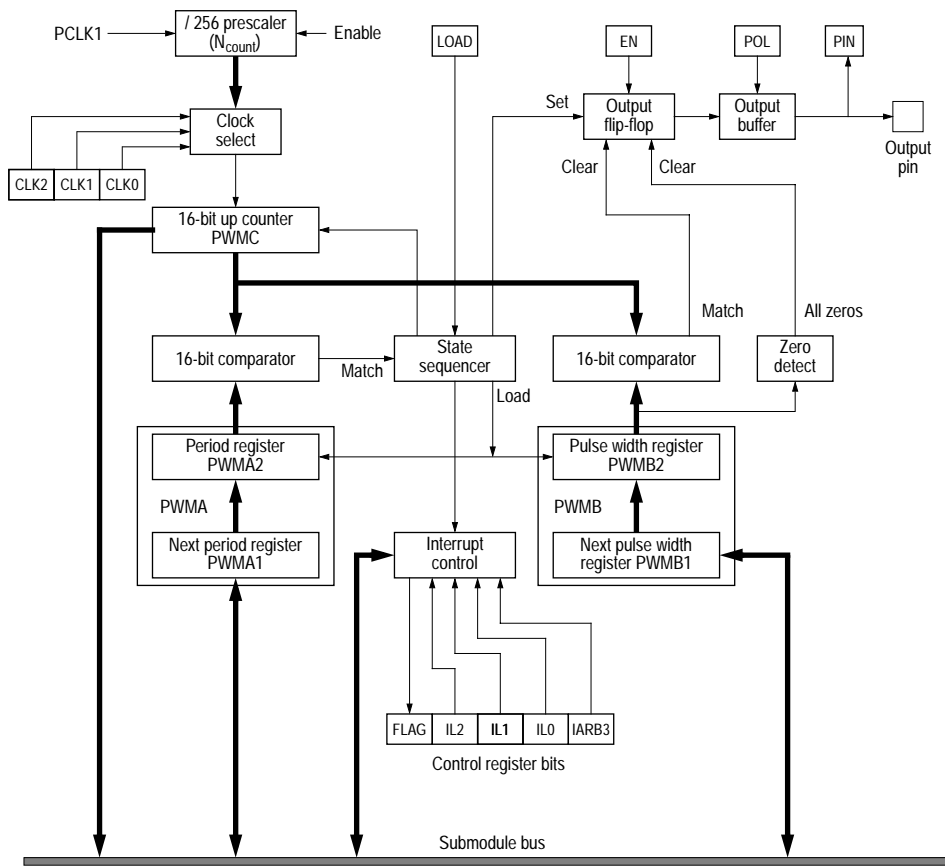 PCLK1
/ 256 prescaler
(Ncount)
Enable
LOAD
EN
POL
PIN
Clock
select
Set
Output
flip-flop
Output
buffer
Output
pin
CLK2 CLK1 CLK0
Clear
Clear
16-bit up counter
PWMC
Match
All zeros
16-bit comparator
Match
State
sequencer
16-bit comparator
Zero
detect
Load
Period register
PWMA2
Pulse width register
PWMB2
PWMA
PWMB
Next period register
PWMA1
Interrupt
control
Next pulse width
register PWMB1
FLAG IL2 IL1 IL0 IARB3
Control register bits
Submodule bus